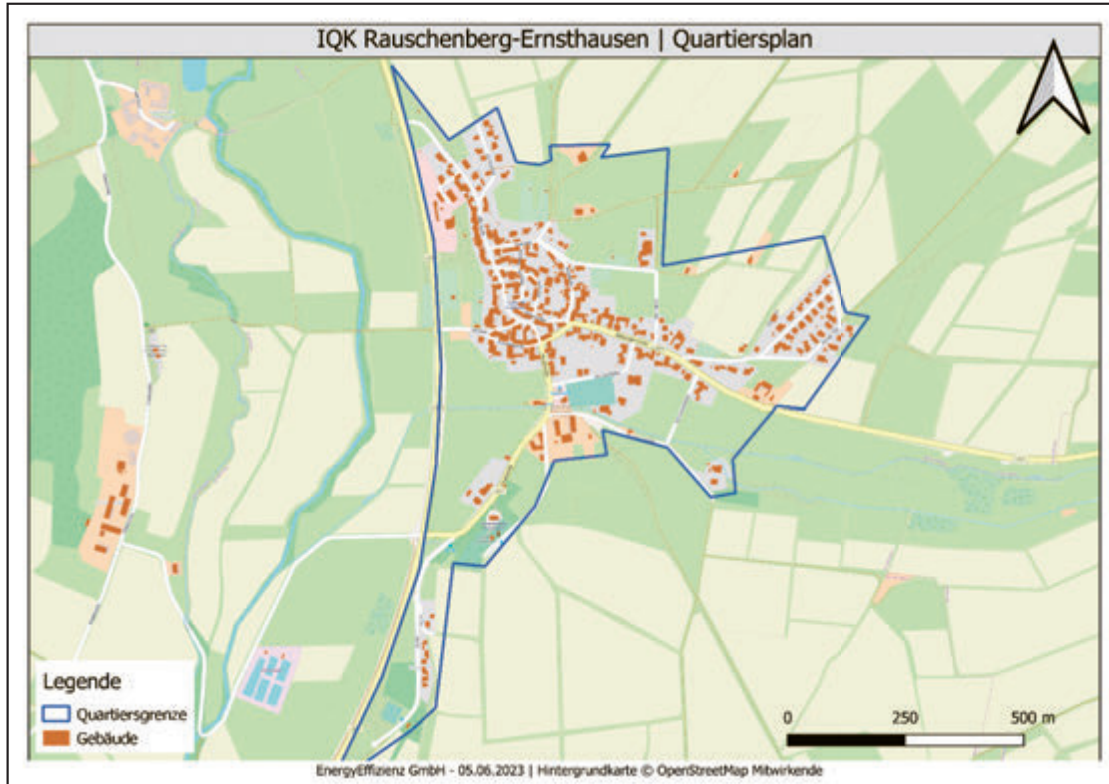 IQK Rauschenberg-Ernsthausen | Quartiersplan
Legende
Quartiersgrenze
Gebäude
0 250 500 m
EnergyEffizienz GmbH - 05.06.2023 | Hintergrundkarte © OpenStreetMap Mitwirkende